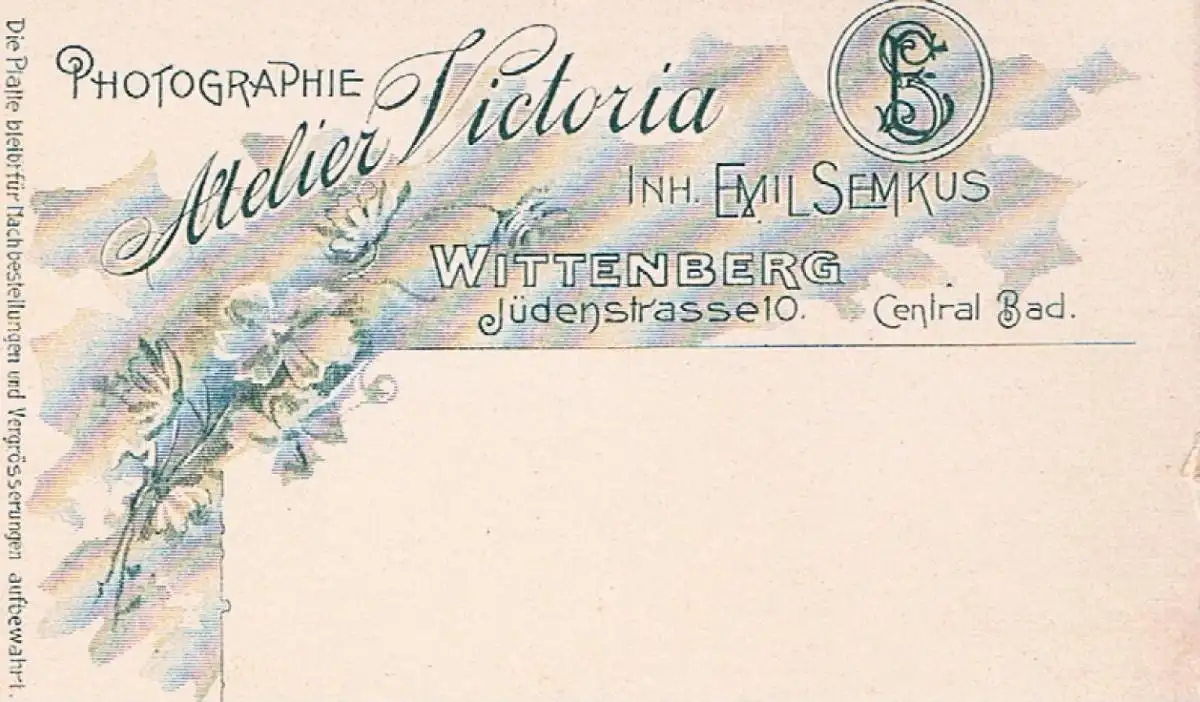 PHOTOGRAPHIE
Atelier Victoria
ES
INH. EMIL SEMKUS
WITTENBERG
Jüdenstrasse 10. Central Bad.
Die Platte bleibt für Nachbestellungen und Vergrösserungen aufbewahrt.